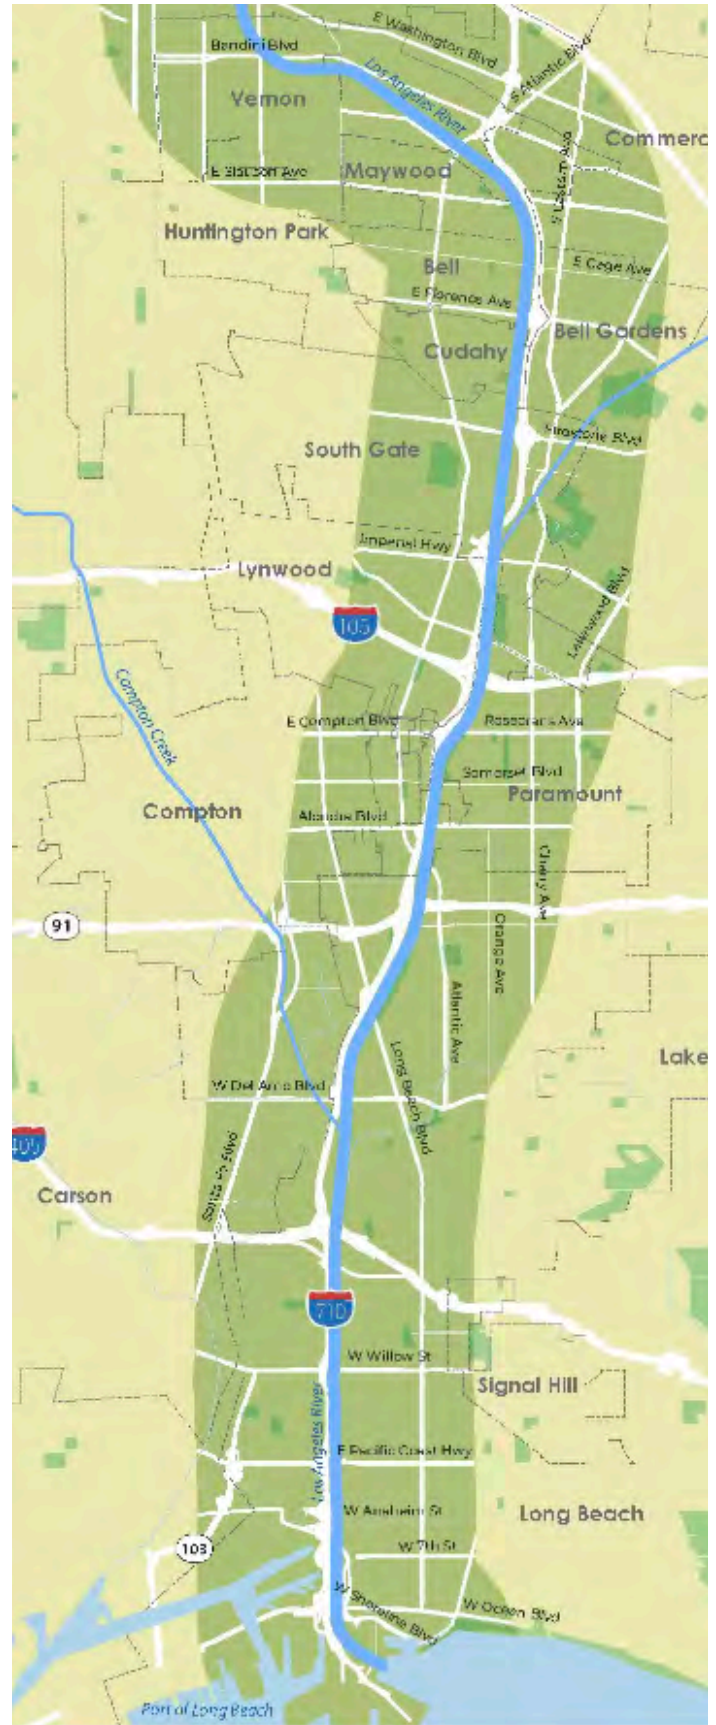 E Washington Blvd
Bandini Blvd
S Atlantic Blvd
Los Angeles River
Vernon
Commerc
E Slauson Ave
Maywood
S Eastern Ave
Huntington Park
Bell
E Gage Ave
E Florence Ave
Bell Gardens
Cudahy
Firestone Blvd
South Gate
Imperial Hwy
Lynwood
Lakewood Blvd
105
Compton Creek
E Compton Blvd
Rosecrans Ave
Somerset Blvd
Paramount
Compton
Alondra Blvd
Cherry Ave
91
Orange Ave
Atlantic Ave
Long Beach Blvd
Lake
W Del Amo Blvd
405
Santa Fe Blvd
Carson
710
W Willow St
Signal Hill
Los Angeles River
E Pacific Coast Hwy
W Anaheim St
Long Beach
103
W 7th St
W Shoreline Blvd
W Ocean Blvd
Port of Long Beach